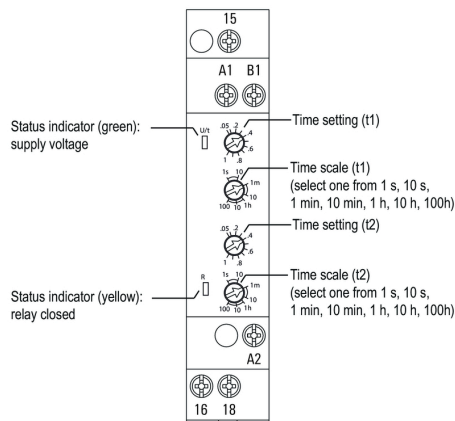 15
A1 B1
Status indicator (green):
supply voltage
U/t
.05 .2 .4 .6 .8 1
Time setting (t1)
1s 10 1m 10 1h 10 100
Time scale (t1)
(select one from 1 s, 10 s,
1 min, 10 min, 1 h, 10 h, 100h)
.05 .2 .4 .6 .8 1
Time setting (t2)
Status indicator (yellow):
relay closed
R
1s 10 1m 10 1h 10 100
Time scale (t2)
(select one from 1 s, 10 s,
1 min, 10 min, 1 h, 10 h, 100h)
A2
16 18